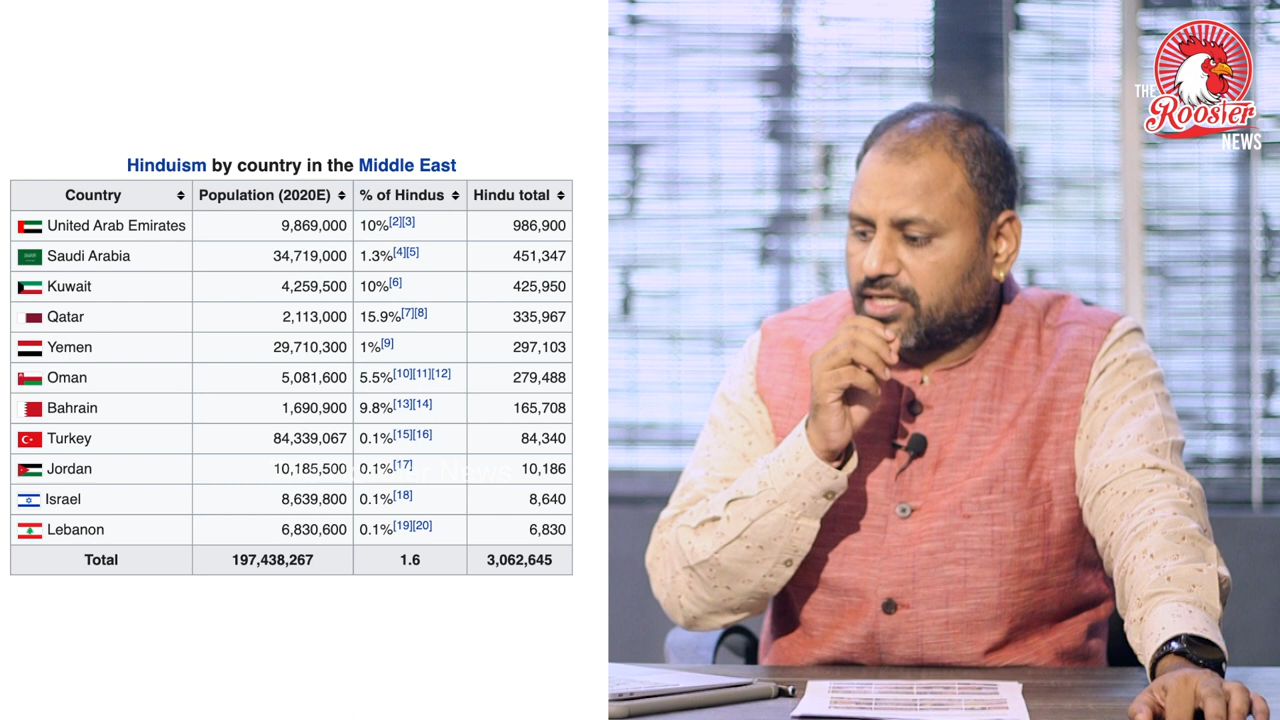 Hinduism by country in the Middle East
Country Population (2020E) % of Hindus Hindu total
United Arab Emirates 9,869,000 10%[2][3] 986,900
Saudi Arabia 34,719,000 1.3%[4][5] 451,347
Kuwait 4,259,500 10%[6] 425,950
Qatar 2,113,000 15.9%[7][8] 335,967
Yemen 29,710,300 1%[9] 297,103
Oman 5,081,600 5.5%[10][11][12] 279,488
Bahrain 1,690,900 9.8%[13][14] 165,708
Turkey 84,339,067 0.1%[15][16] 84,340
Jordan 10,185,500 0.1%[17] 10,186
Israel 8,639,800 0.1%[18] 8,640
Lebanon 6,830,600 0.1%[19][20] 6,830
Total 197,438,267 1.6 3,062,645
THE
Rooster
NEWS